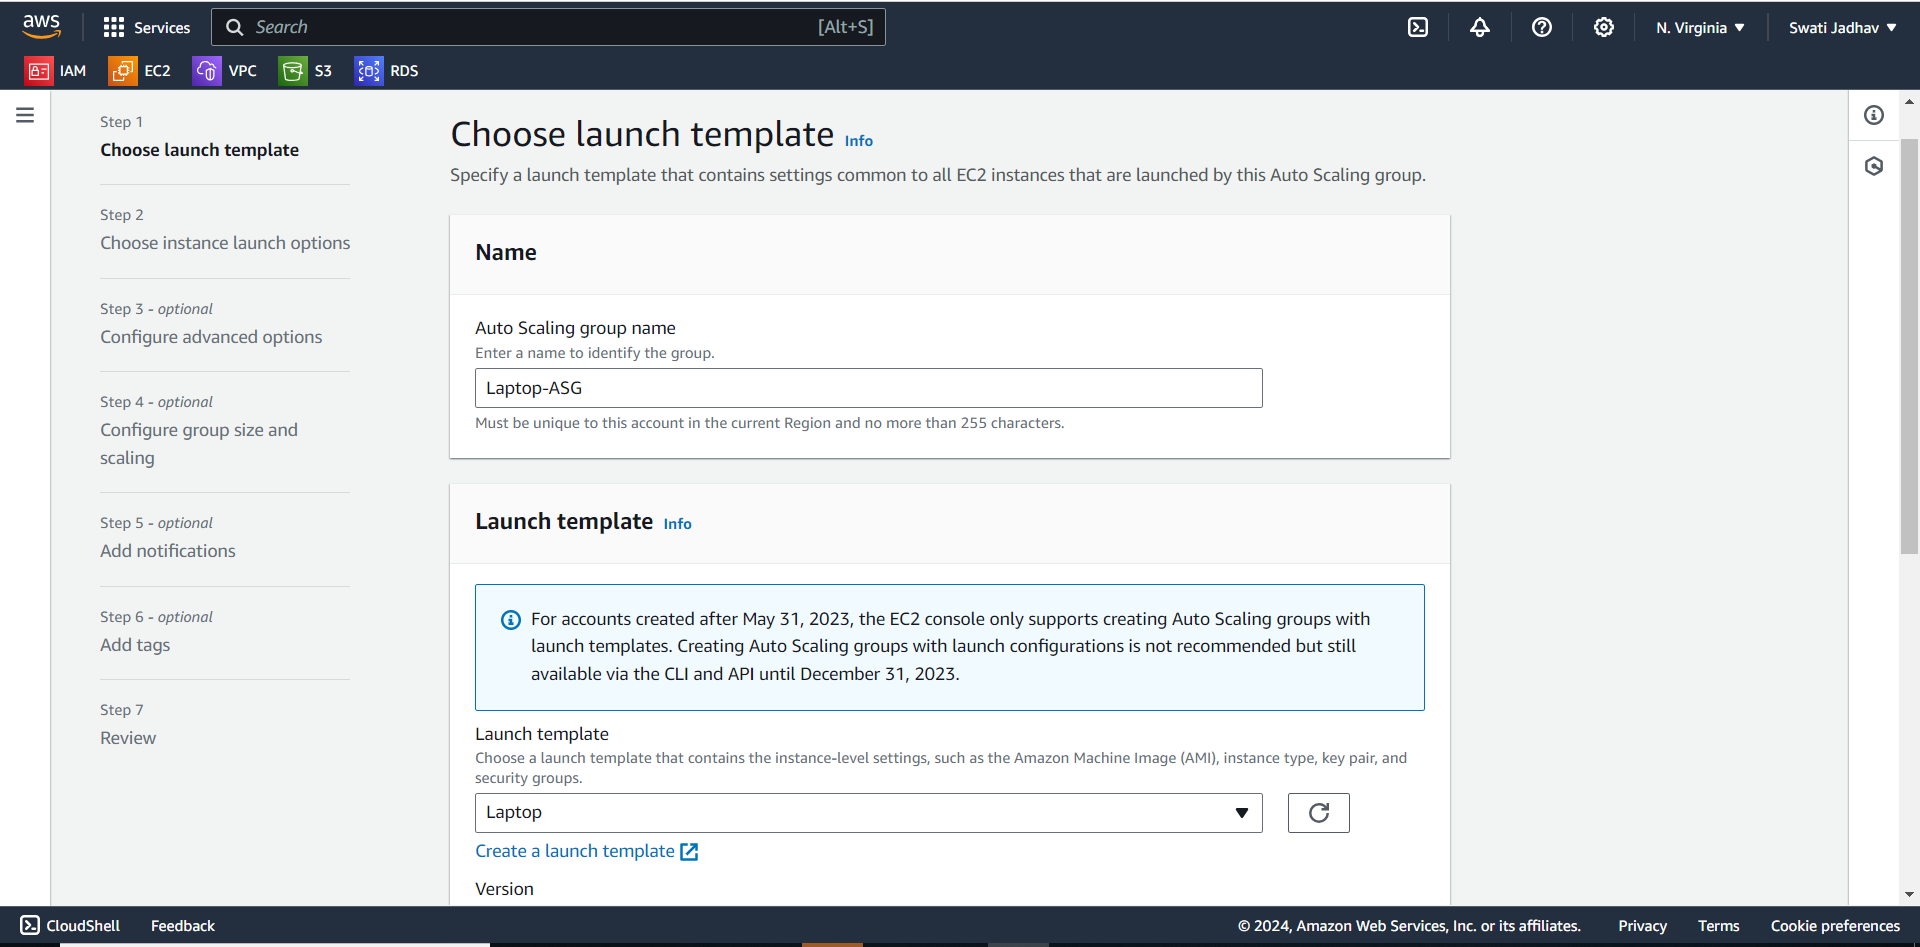 aws
Services
Search
[Alt+S]
N. Virginia
Swati Jadhav
IAM
EC2
VPC
S3
RDS
Step 1
Choose launch template
Step 2
Choose instance launch options
Step 3 - optional
Configure advanced options
Step 4 - optional
Configure group size and
scaling
Step 5 - optional
Add notifications
Step 6 - optional
Add tags
Step 7
Review
Choose launch template Info
Specify a launch template that contains settings common to all EC2 instances that are launched by this Auto Scaling group.
Name
Auto Scaling group name
Enter a name to identify the group.
Laptop-ASG
Must be unique to this account in the current Region and no more than 255 characters.
Launch template Info
For accounts created after May 31, 2023, the EC2 console only supports creating Auto Scaling groups with
launch templates. Creating Auto Scaling groups with launch configurations is not recommended but still
available via the CLI and API until December 31, 2023.
Launch template
Choose a launch template that contains the instance-level settings, such as the Amazon Machine Image (AMI), instance type, key pair, and
security groups.
Laptop
Create a launch template
Version
CloudShell
Feedback
© 2024, Amazon Web Services, Inc. or its affiliates.
Privacy
Terms
Cookie preferences